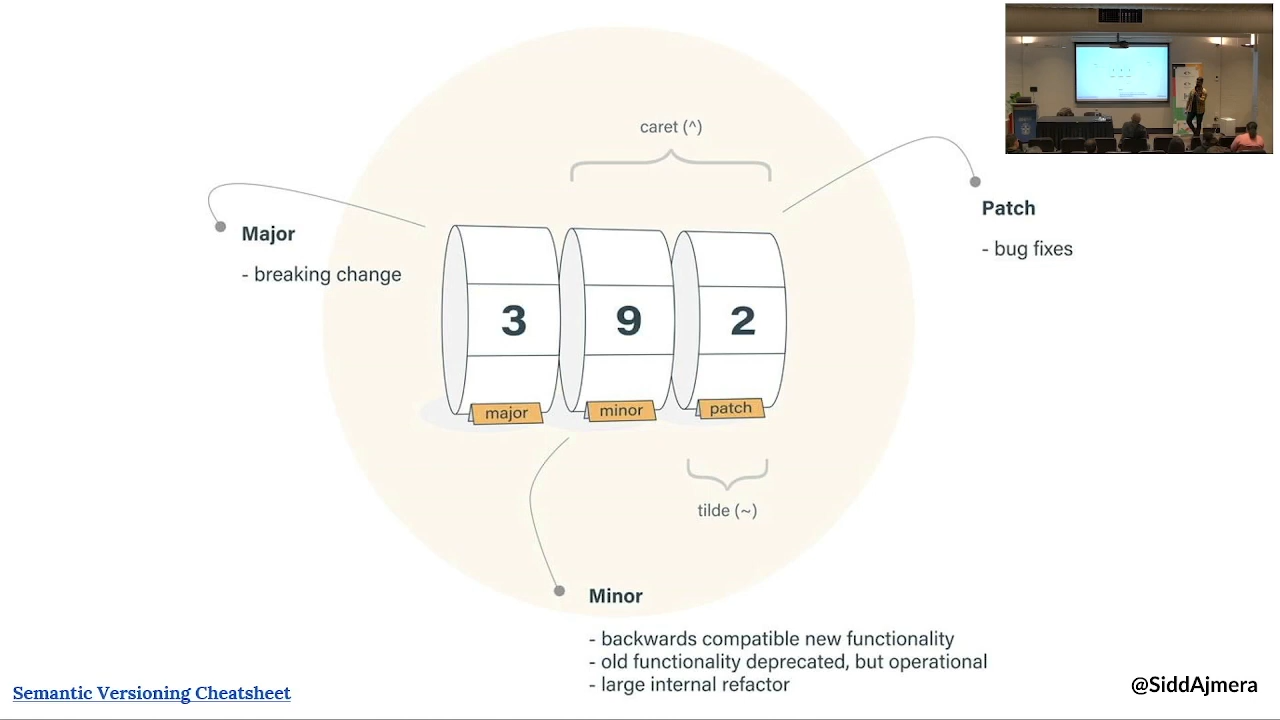 caret (^)
Major
- breaking change
Patch
- bug fixes
3 9 2
major minor patch
tilde (~)
Minor
- backwards compatible new functionality
- old functionality deprecated, but operational
- large internal refactor
Semantic Versioning Cheatsheet
@SiddAjmera